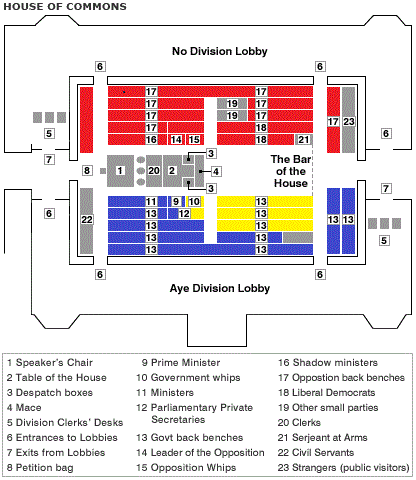 HOUSE OF COMMONS
No Division Lobby
6 6
17 17
17 19 17
17 19 17
17 23
17 18
5
16 14 15 18 21
3
7
The Bar
of the
House
8 1 20 2 4
3
7
11 9 10 13
6 13 12 13
22 13 13 13 13
5
13 13
13 13
6 6
Aye Division Lobby
1 Speaker's Chair
2 Table of the House
3 Despatch boxes
4 Mace
5 Division Clerks' Desks
6 Entrances to Lobbies
7 Exits from Lobbies
8 Petition bag
9 Prime Minister
10 Government whips
11 Ministers
12 Parliamentary Private
Secretaries
13 Govt back benches
14 Leader of the Opposition
15 Opposition Whips
16 Shadow ministers
17 Oppostion back benches
18 Liberal Democrats
19 Other small parties
20 Clerks
21 Serjeant at Arms
22 Civil Servants
23 Strangers (public visitors)